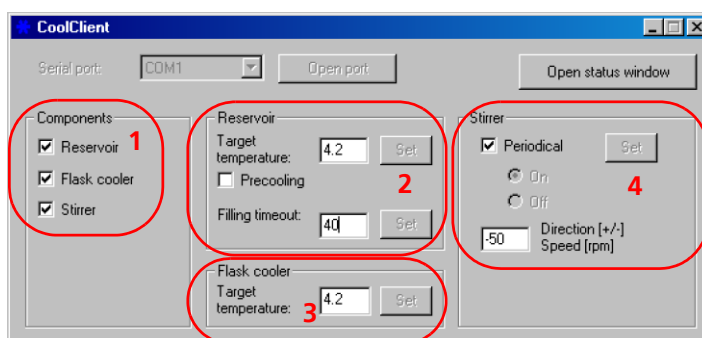 CoolClient
Serial port:
COM1
Open port
Open status window
Components
1
Reservoir
Flask cooler
Stirrer
Reservoir
Target
temperature:
4.2
Set
Precooling
2
Filling timeout:
40
Set
Flask cooler
Target
temperature:
3
4.2
Set
Stirrer
Periodical
Set
On
Off
4
-50
Direction [+/-]
Speed [rpm]